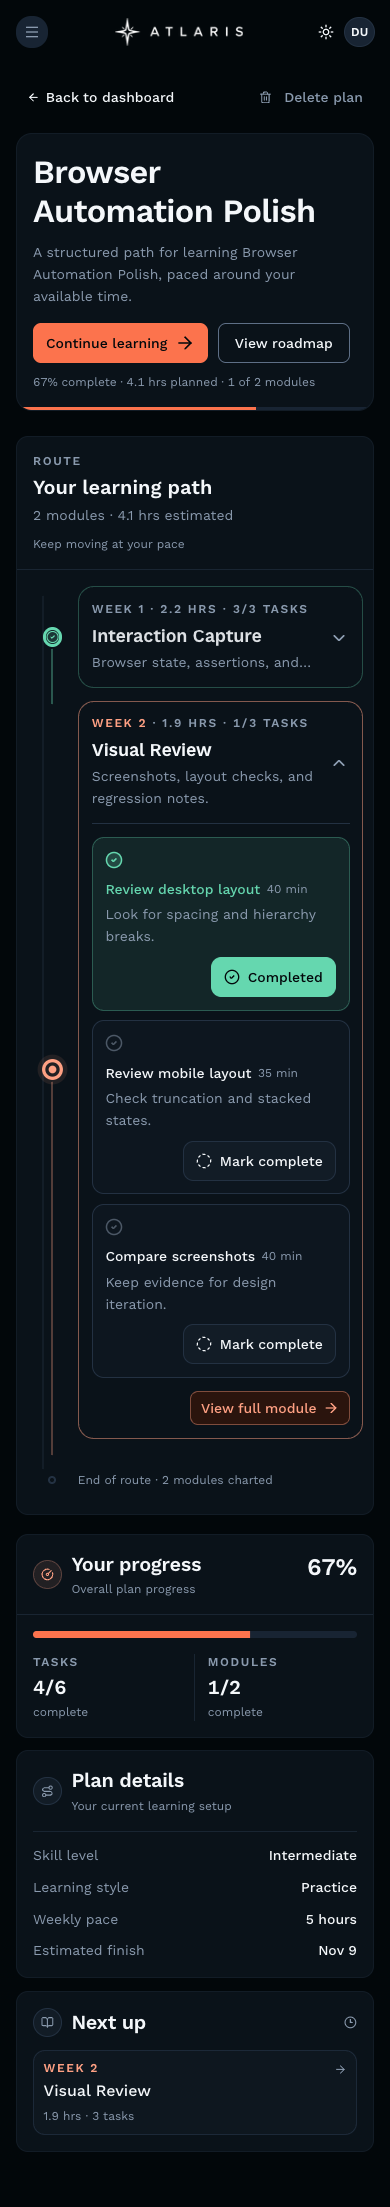 ATLARIS
DU
Back to dashboard
Delete plan
Browser
Automation Polish
A structured path for learning Browser
Automation Polish, paced around your
available time.
Continue learning
View roadmap
67% complete · 4.1 hrs planned · 1 of 2 modules
ROUTE
Your learning path
2 modules · 4.1 hrs estimated
Keep moving at your pace
WEEK 1 · 2.2 HRS · 3/3 TASKS
Interaction Capture
Browser state, assertions, and...
WEEK 2 · 1.9 HRS · 1/3 TASKS
Visual Review
Screenshots, layout checks, and
regression notes.
Review desktop layout 40 min
Look for spacing and hierarchy
breaks.
Completed
Review mobile layout 35 min
Check truncation and stacked
states.
Mark complete
Compare screenshots 40 min
Keep evidence for design
iteration.
Mark complete
View full module
End of route · 2 modules charted
Your progress
67%
Overall plan progress
TASKS
4/6
complete
MODULES
1/2
complete
Plan details
Your current learning setup
Skill level Intermediate
Learning style Practice
Weekly pace 5 hours
Estimated finish Nov 9
Next up
WEEK 2
Visual Review
1.9 hrs · 3 tasks